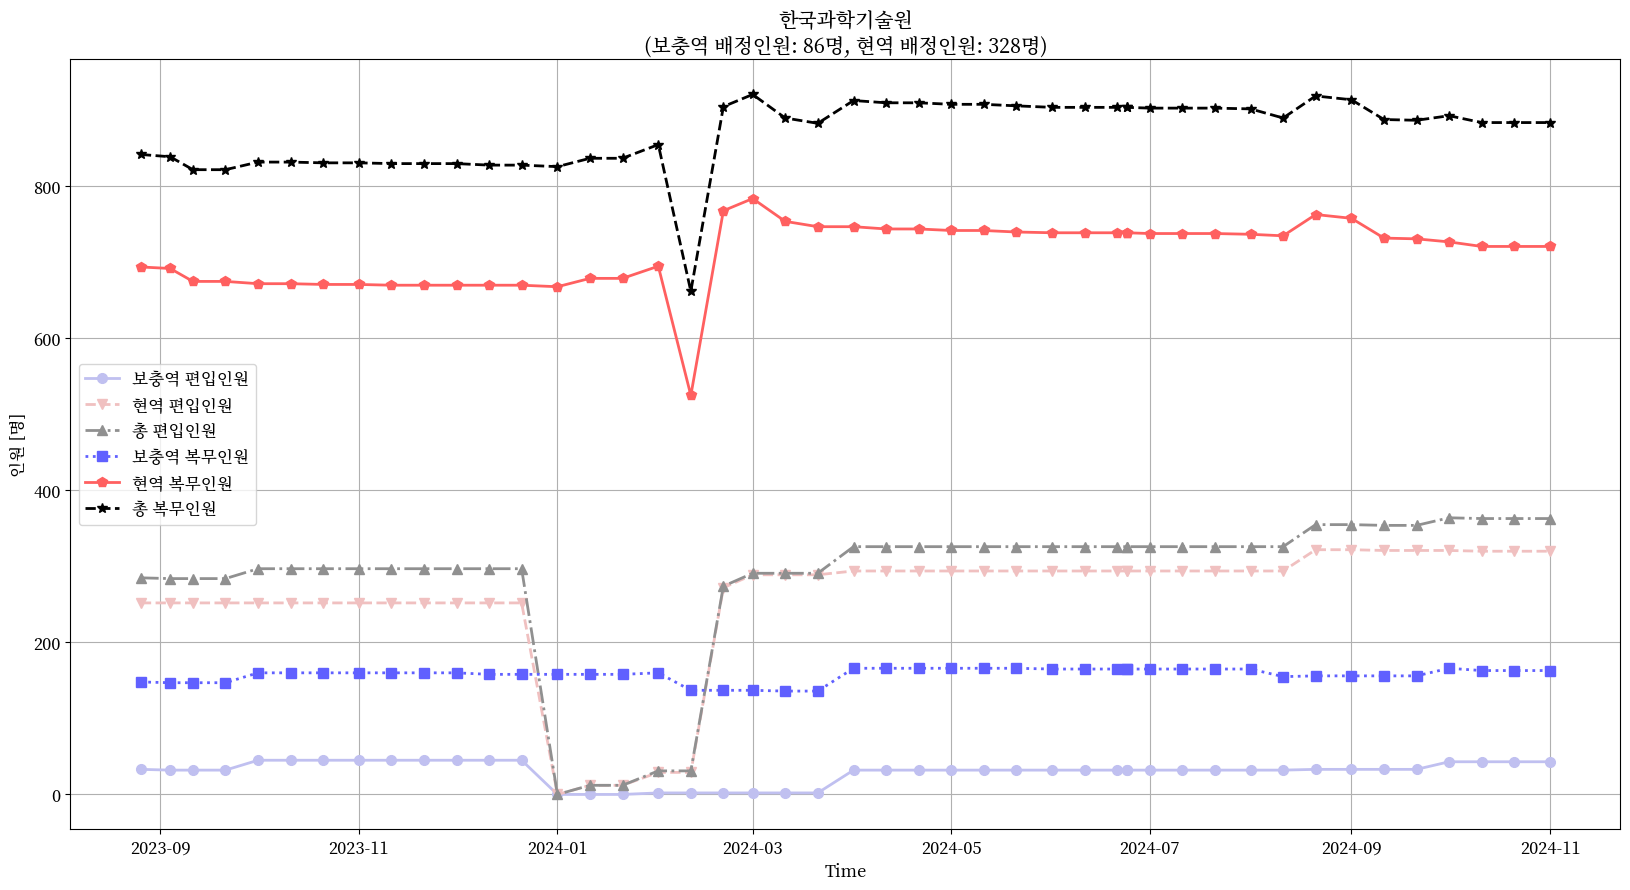 한국과학기술원
(보충역 배정인원: 86명, 현역 배정인원: 328명)
인원 [명]
800
600
400
200
0
보충역 편입인원
현역 편입인원
총 편입인원
보충역 복무인원
현역 복무인원
총 복무인원
2023-09 2023-11 2024-01 2024-03 2024-05 2024-07 2024-09 2024-11
Time